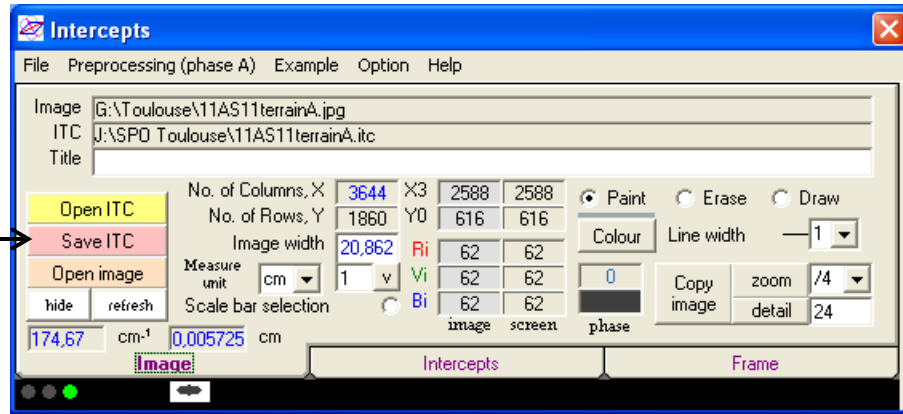 Intercepts
File Preprocessing (phase A) Example Option Help
Image G:\Toulouse\11AS11terrainA.jpg
ITC J:\SPO Toulouse\11AS11terrainA.itc
Title
No. of Columns, X 3644 X3 2588 2588 Paint Erase Draw
Open ITC No. of Rows, Y 1860 Y0 616 616
Save ITC Image width 20,862 Ri 62 62 Colour Line width 1
Open image Measure unit cm 1 v Vi 62 62 0 Copy image zoom /4
hide refresh Scale bar selection Bi 62 62 detail 24
image screen phase
174,67 cm-¹ 0,005725 cm
Image Intercepts Frame